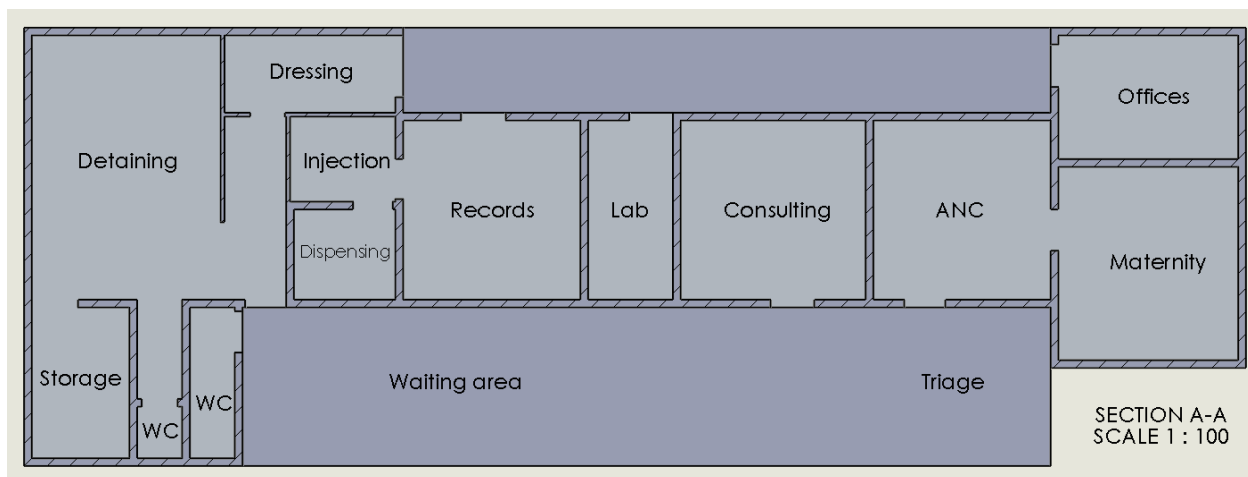 Dressing
Offices
Detaining
Injection
Records
Lab
Consulting
ANC
Dispensing
Maternity
Storage
WC
WC
Waiting area
Triage
SECTION A-A
SCALE 1 : 100